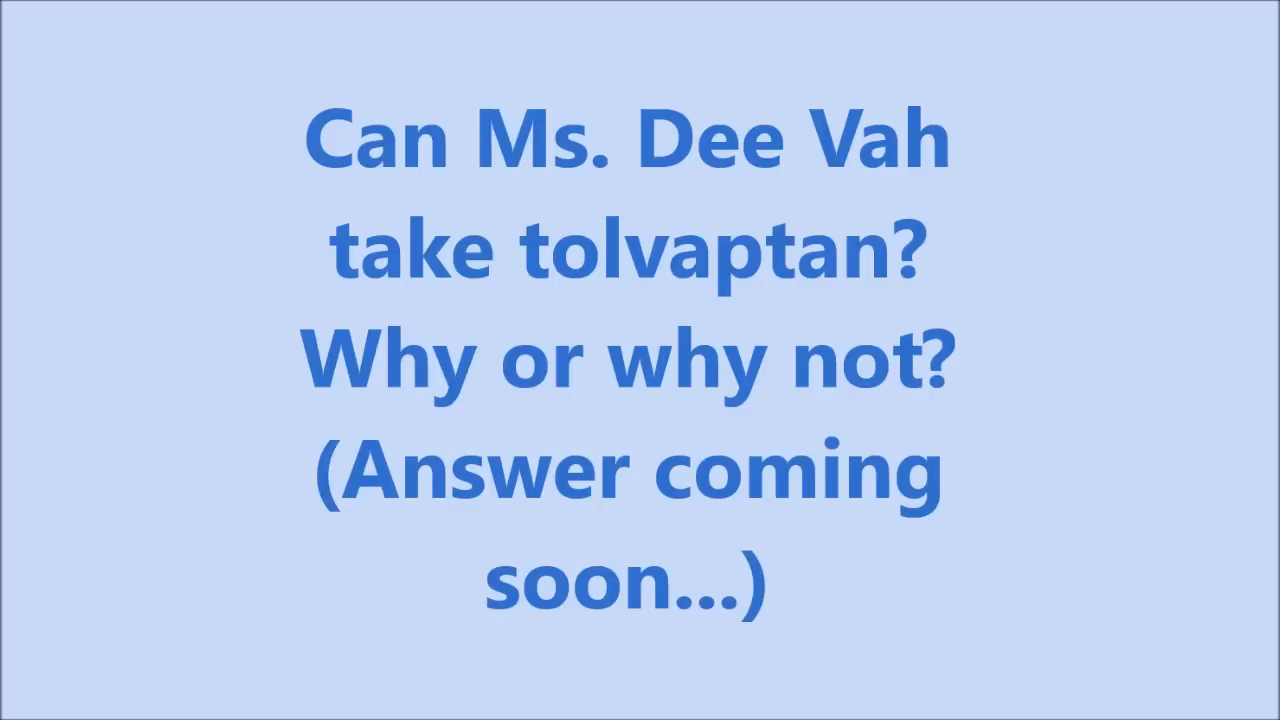 Can Ms. Dee Vah
take tolvaptan?
Why or why not?
(Answer coming
soon...)